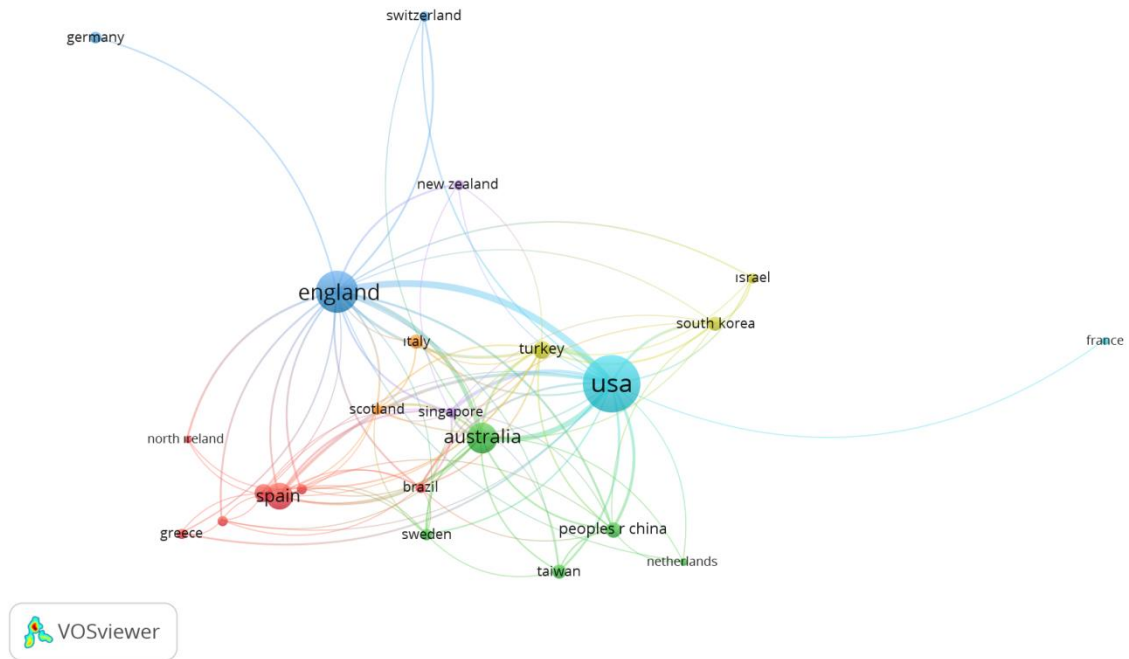 switzerland
germany
new zealand
england
ısrael
south korea
ıtaly
turkey
france
usa
scotland
singapore
australia
north ıreland
brazil
spain
greece
sweden
peoples r china
netherlands
taiwan
VOSviewer